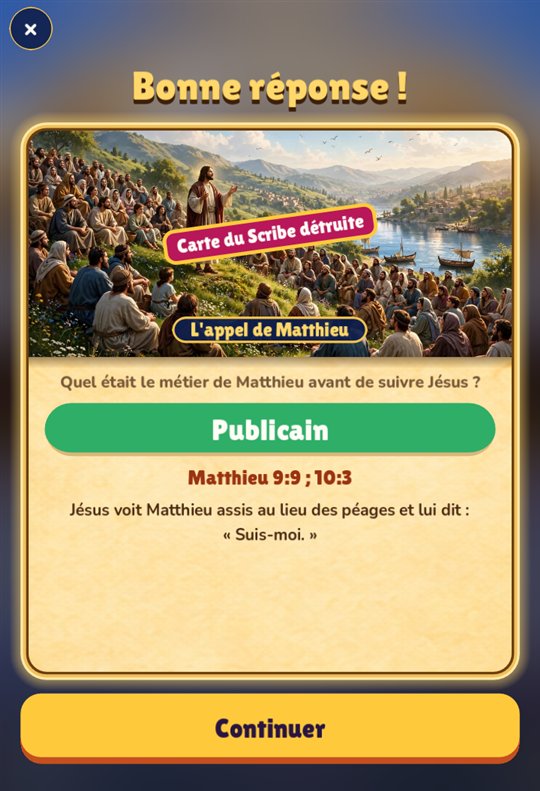 Bonne réponse !
Carte du Scribe détruite
L'appel de Matthieu
Quel était le métier de Matthieu avant de suivre Jésus ?
Publicain
Matthieu 9:9 ; 10:3
Jésus voit Matthieu assis au lieu des péages et lui dit :
« Suis-moi. »
Continuer